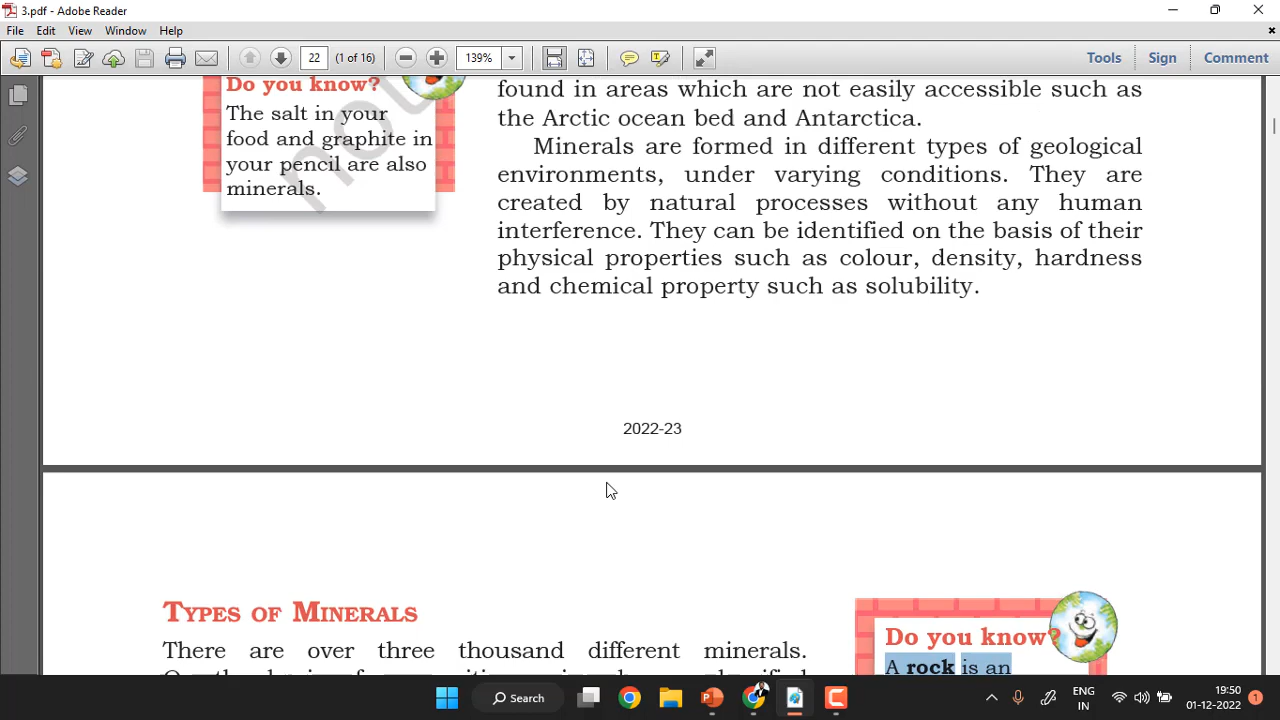 3.pdf - Adobe Reader
File Edit View Window Help
22 (1 of 16) 139% Tools Sign Comment
Do you know?
The salt in your
food and graphite in
your pencil are also
minerals.
not
found in areas which are not easily accessible such as
the Arctic ocean bed and Antarctica.
Minerals are formed in different types of geological
environments, under varying conditions. They are
created by natural processes without any human
interference. They can be identified on the basis of their
physical properties such as colour, density, hardness
and chemical property such as solubility.
2022-23
Types of Minerals
There are over three thousand different minerals.
Do you know?
A rock is an
Search
ENG
IN
19:50
01-12-2022
1